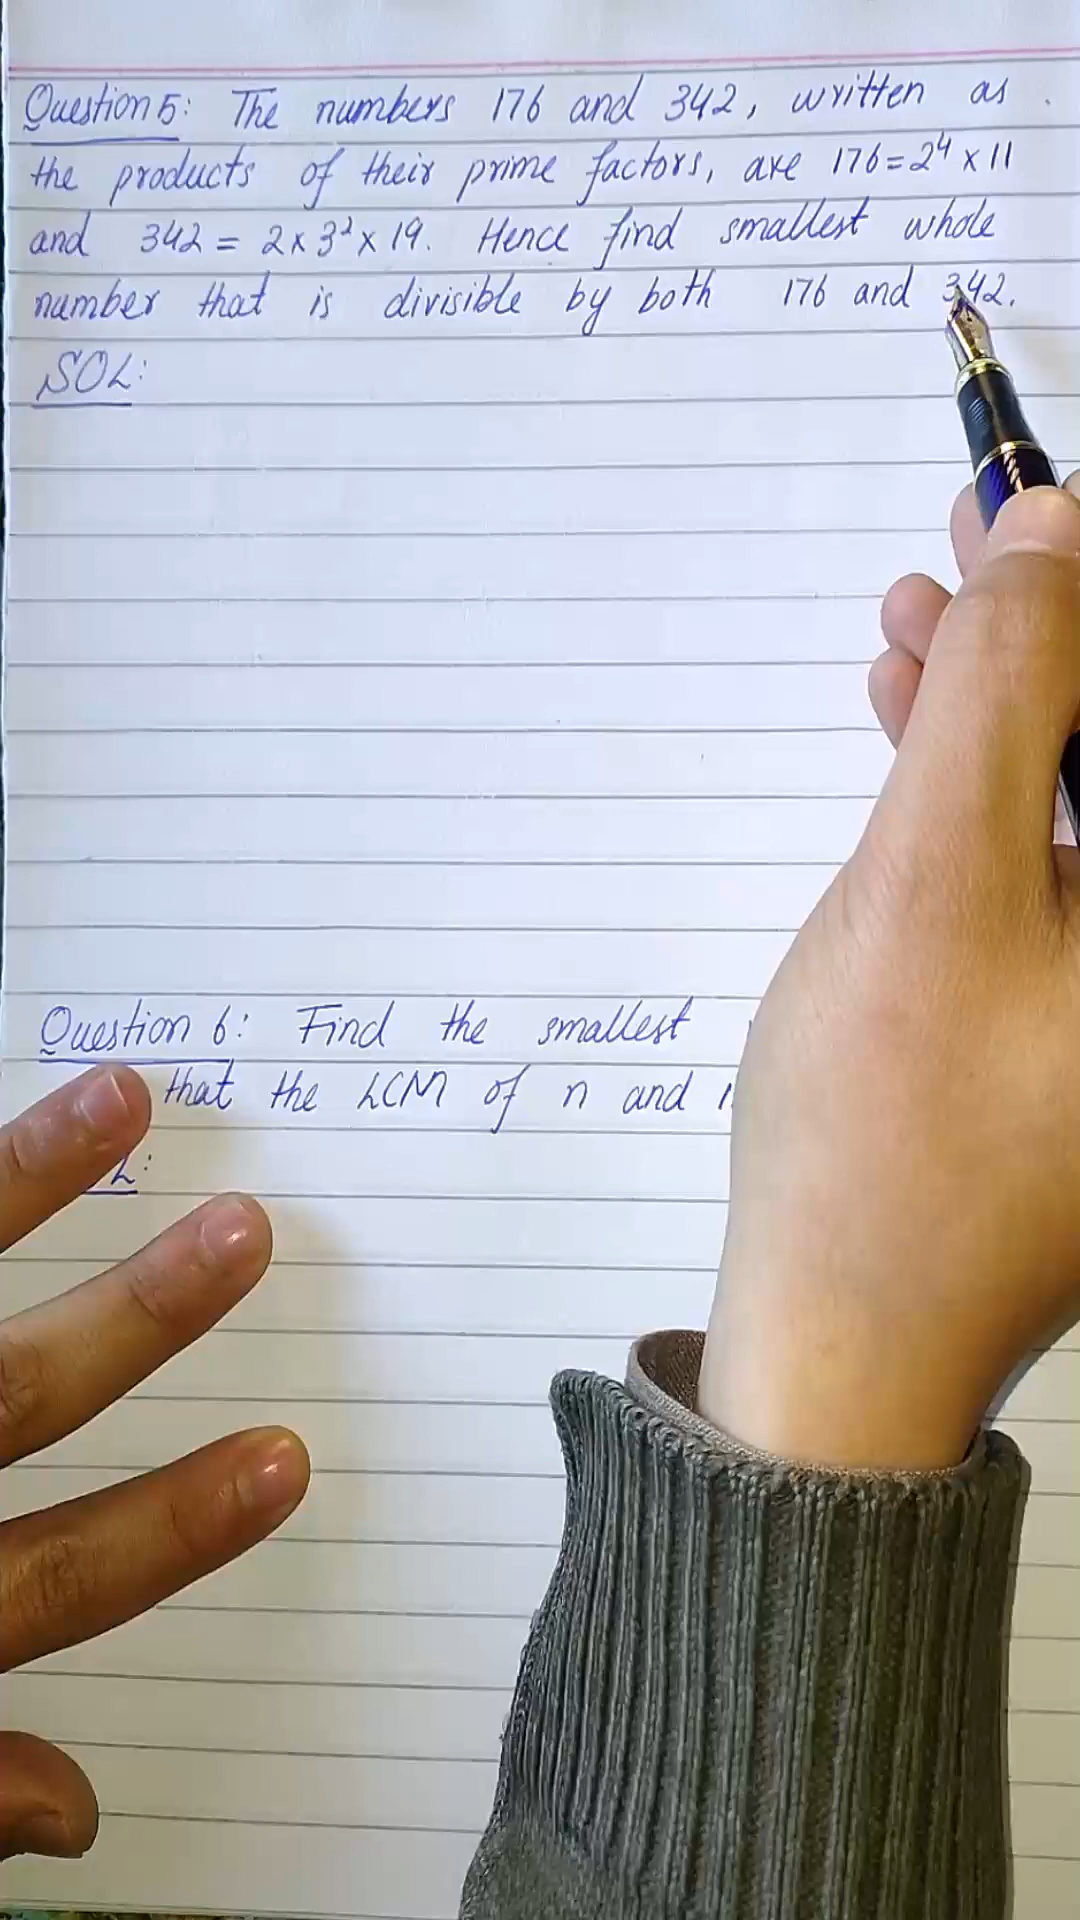 Question 5: The numbers 176 and 342, written as
the products of their prime factors, are 176 = 2⁴ × 11
and 342 = 2 × 3² × 19. Hence find smallest whole
number that is divisible by both 176 and 342.
SOL:
Question 6: Find the smallest
that the LCM of n and